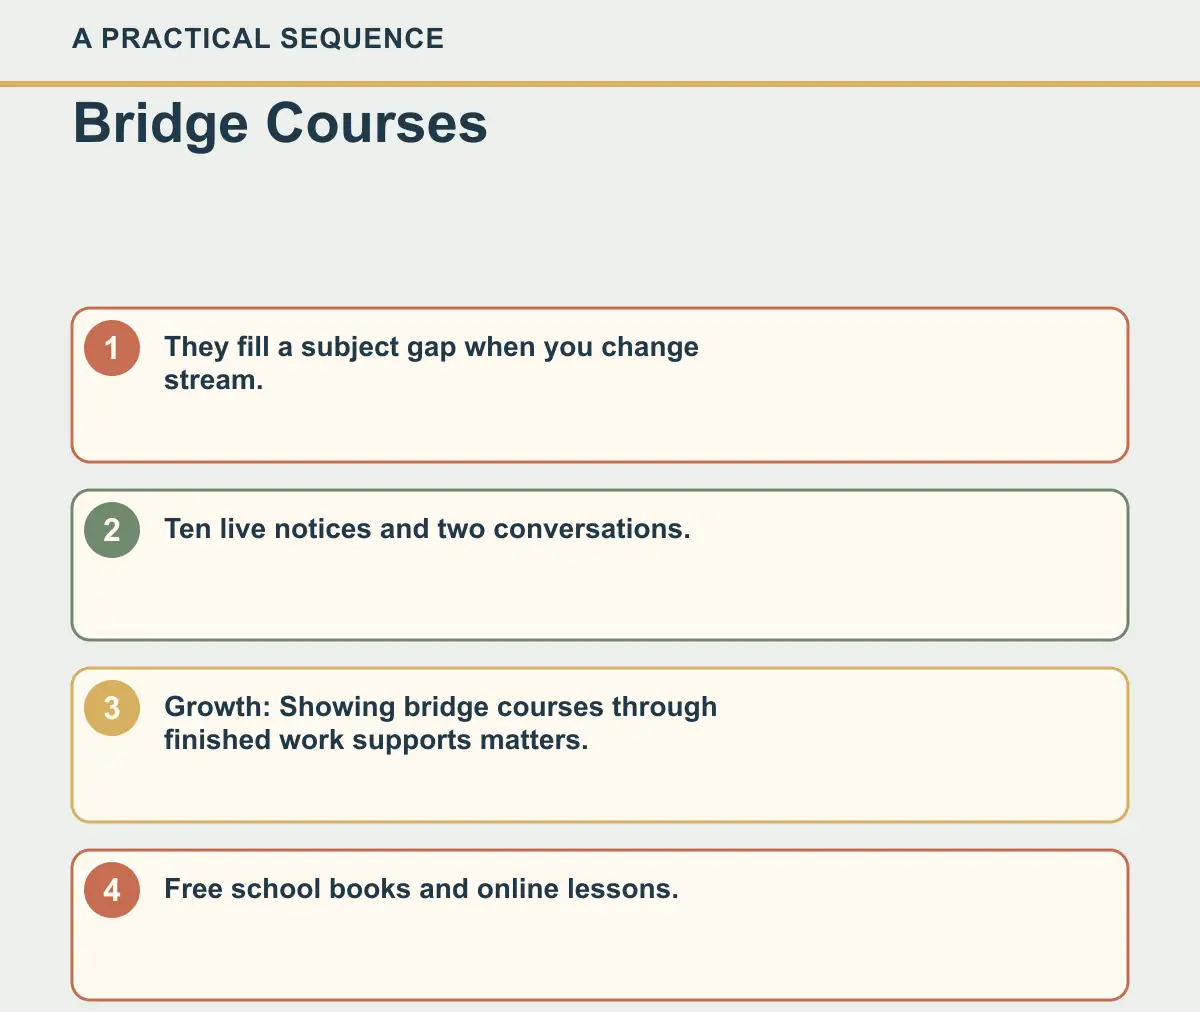 A PRACTICAL SEQUENCE
Bridge Courses
1
They fill a subject gap when you change
stream.
2
Ten live notices and two conversations.
3
Growth: Showing bridge courses through
finished work supports matters.
4
Free school books and online lessons.